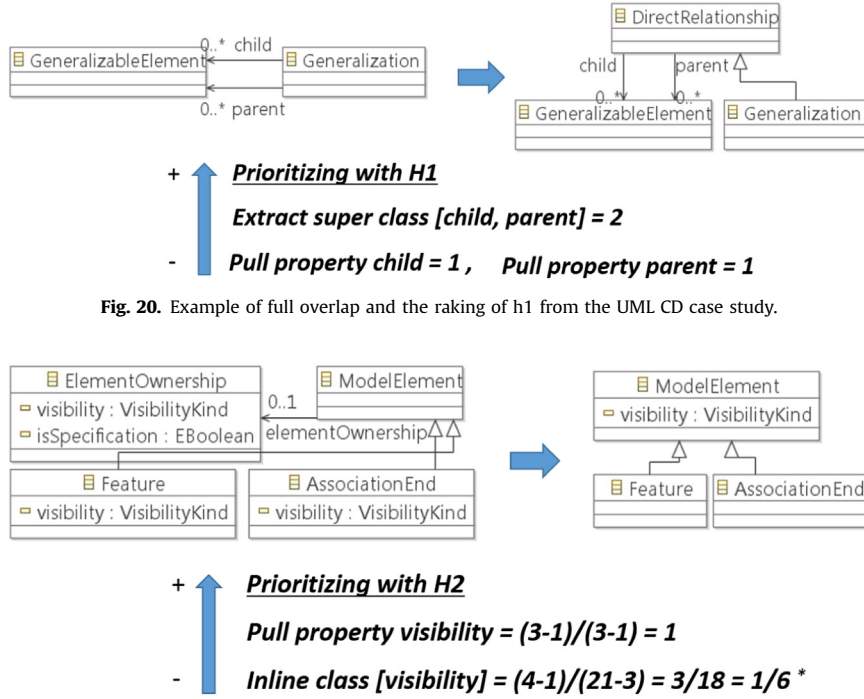 DirectRelationship
0..* child
GeneralizableElement
Generalization
child
parent
0..* parent
0..*
0..*
GeneralizableElement
Generalization
+
Prioritizing with H1
Extract super class [child, parent] = 2
- Pull property child = 1 , Pull property parent = 1
Fig. 20. Example of full overlap and the raking of h1 from the UML CD case study.
ElementOwnership
visibility : VisibilityKind
isSpecification : EBoolean
0..1
ModelElement
elementOwnership
ModelElement
visibility : VisibilityKind
Feature
visibility : VisibilityKind
AssociationEnd
visibility : VisibilityKind
Feature
AssociationEnd
+
Prioritizing with H2
Pull property visibility = (3-1)/(3-1) = 1
- Inline class [visibility] = (4-1)/(21-3) = 3/18 = 1/6 *